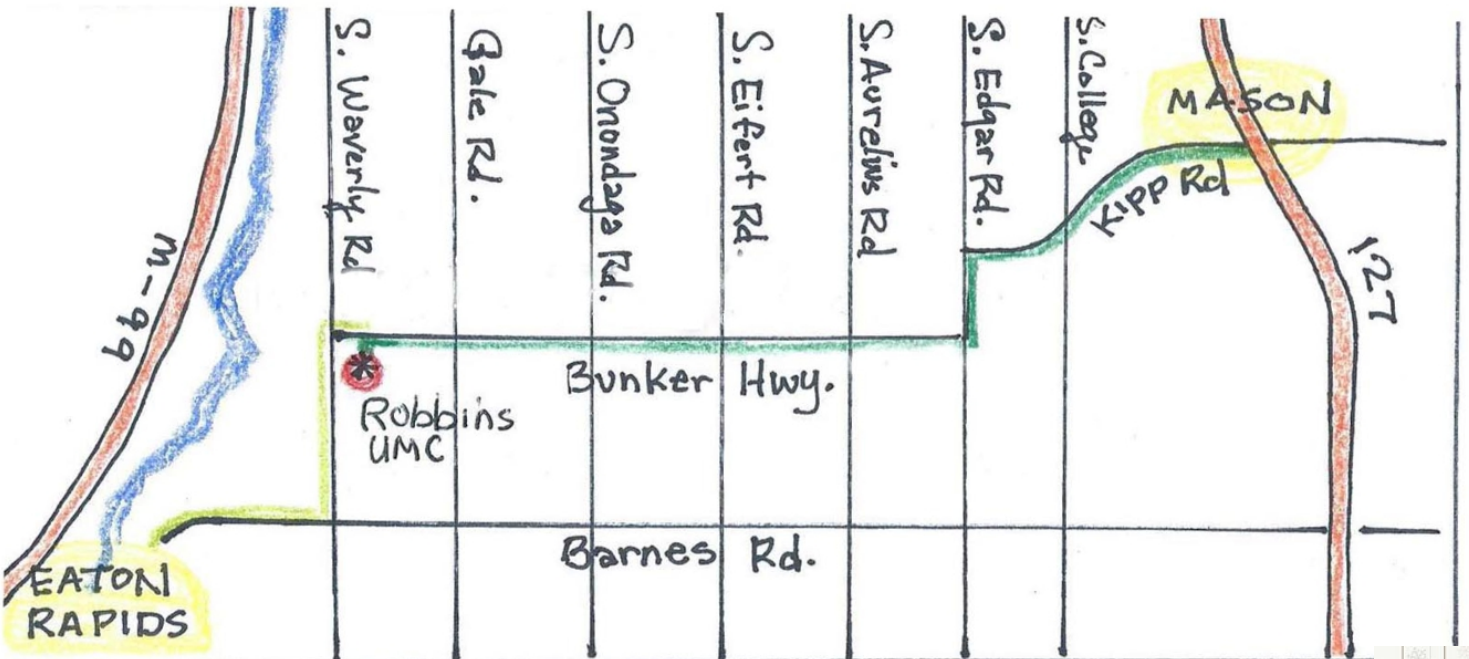 S. Waverly Rd
Gale Rd.
S. Onondaga Rd.
S. Eifert Rd.
S. Aurelius Rd
S. Edgar Rd.
S. College
MASON
Kipp Rd
127
M-99
Bunker Hwy.
*
Robbins
UMC
Barnes Rd.
EATON
RAPIDS